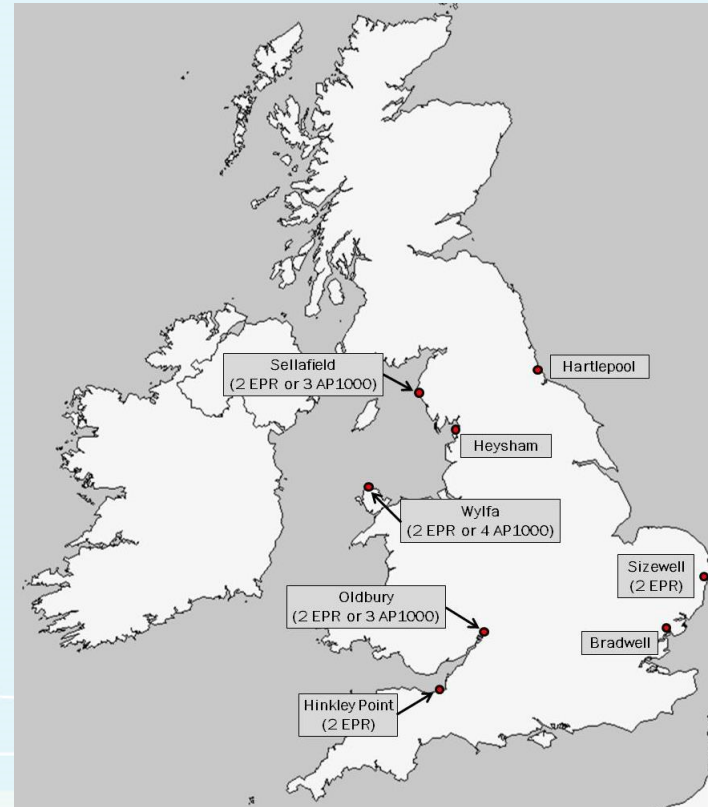 Sellafield
(2 EPR or 3 AP1000)
Hartlepool
Heysham
Wylfa
(2 EPR or 4 AP1000)
Sizewell
(2 EPR)
Oldbury
(2 EPR or 3 AP1000)
Bradwell
Hinkley Point
(2 EPR)